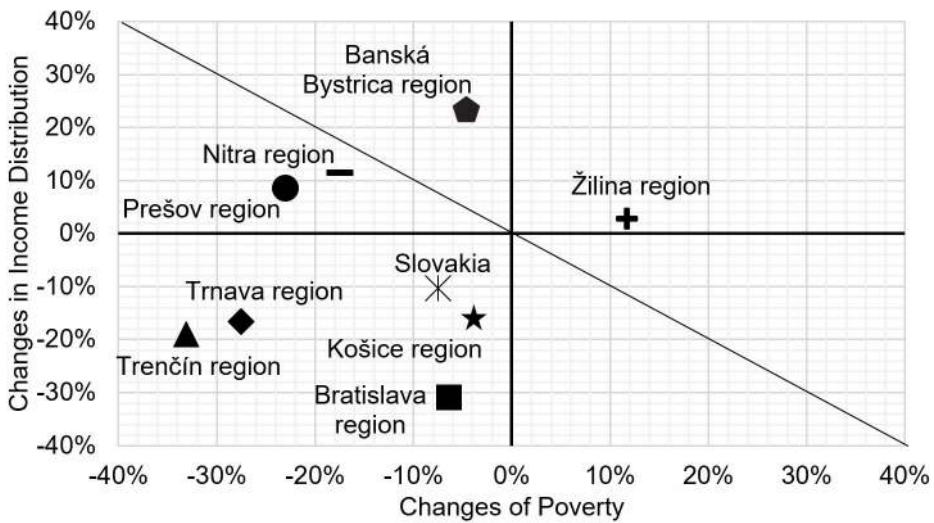 Changes in Income Distribution
40%
30%
20%
10%
0%
-10%
-20%
-30%
-40%
Banská
Bystrica region
Nitra region
Prešov region
Žilina region
Slovakia
Trnava region
Trenčín region
Košice region
Bratislava
region
-40%
-30%
-20%
-10%
0%
10%
20%
30%
40%
Changes of Poverty